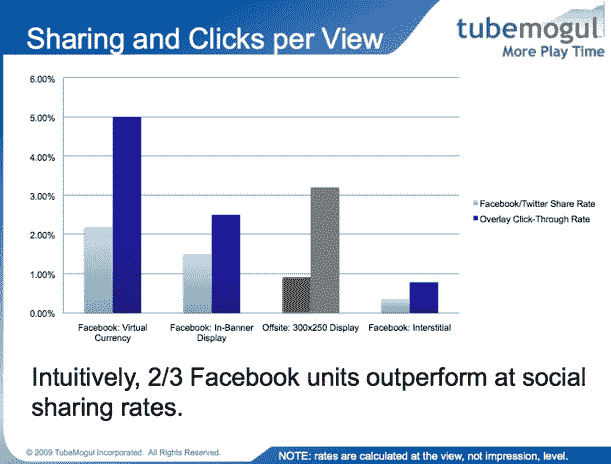 Sharing and Clicks per View
tubemogul
More Play Time
6.00%
5.00%
4.00%
3.00%
2.00%
1.00%
0.00%
Facebook/Twitter Share Rate
Overlay Click-Through Rate
Facebook: Virtual
Currency
Facebook: In-Banner
Display
Offsite: 300x250 Display
Facebook: Interstitial
Intuitively, 2/3 Facebook units outperform at social
sharing rates.
© 2009 TubeMogul Incorporated. All Rights Reserved.
NOTE: rates are calculated at the view, not impression, level.